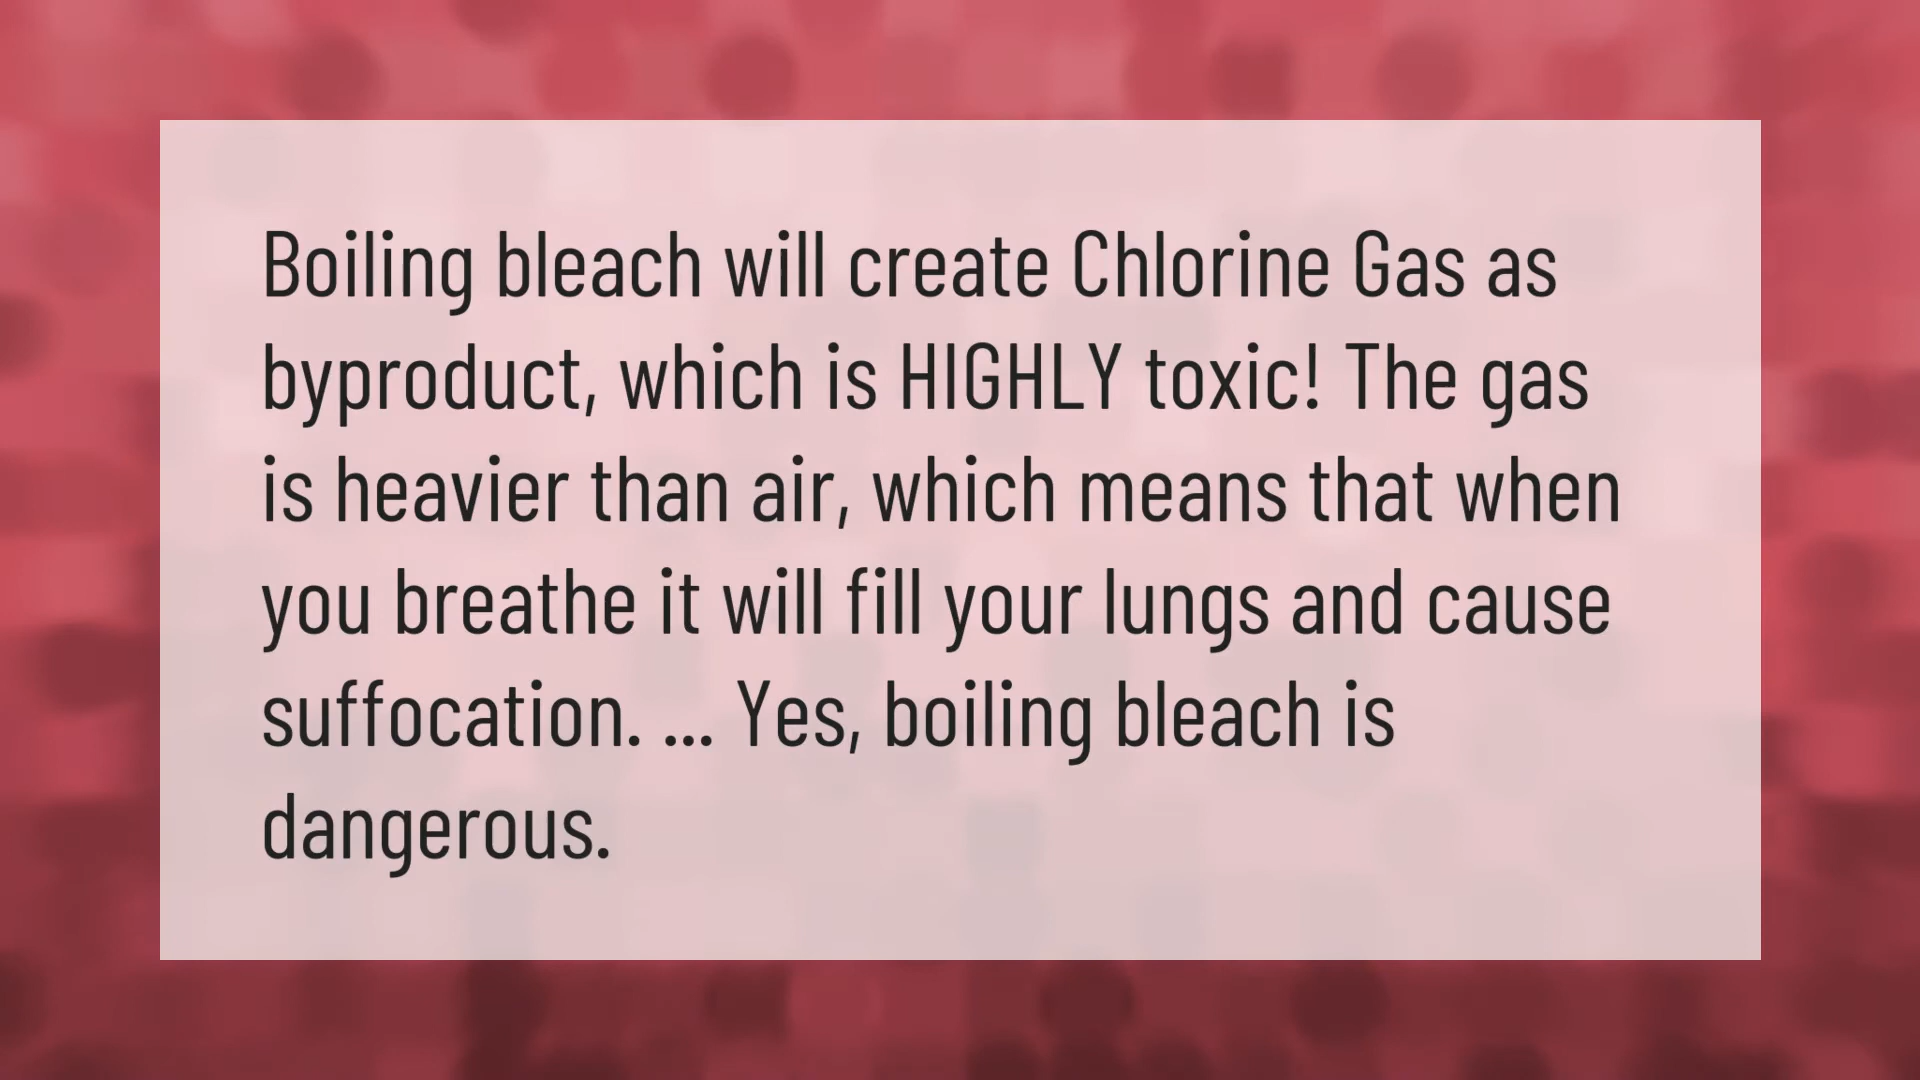 Boiling bleach will create Chlorine Gas as
byproduct, which is HIGHLY toxic! The gas
is heavier than air, which means that when
you breathe it will fill your lungs and cause
suffocation. ... Yes, boiling bleach is
dangerous.